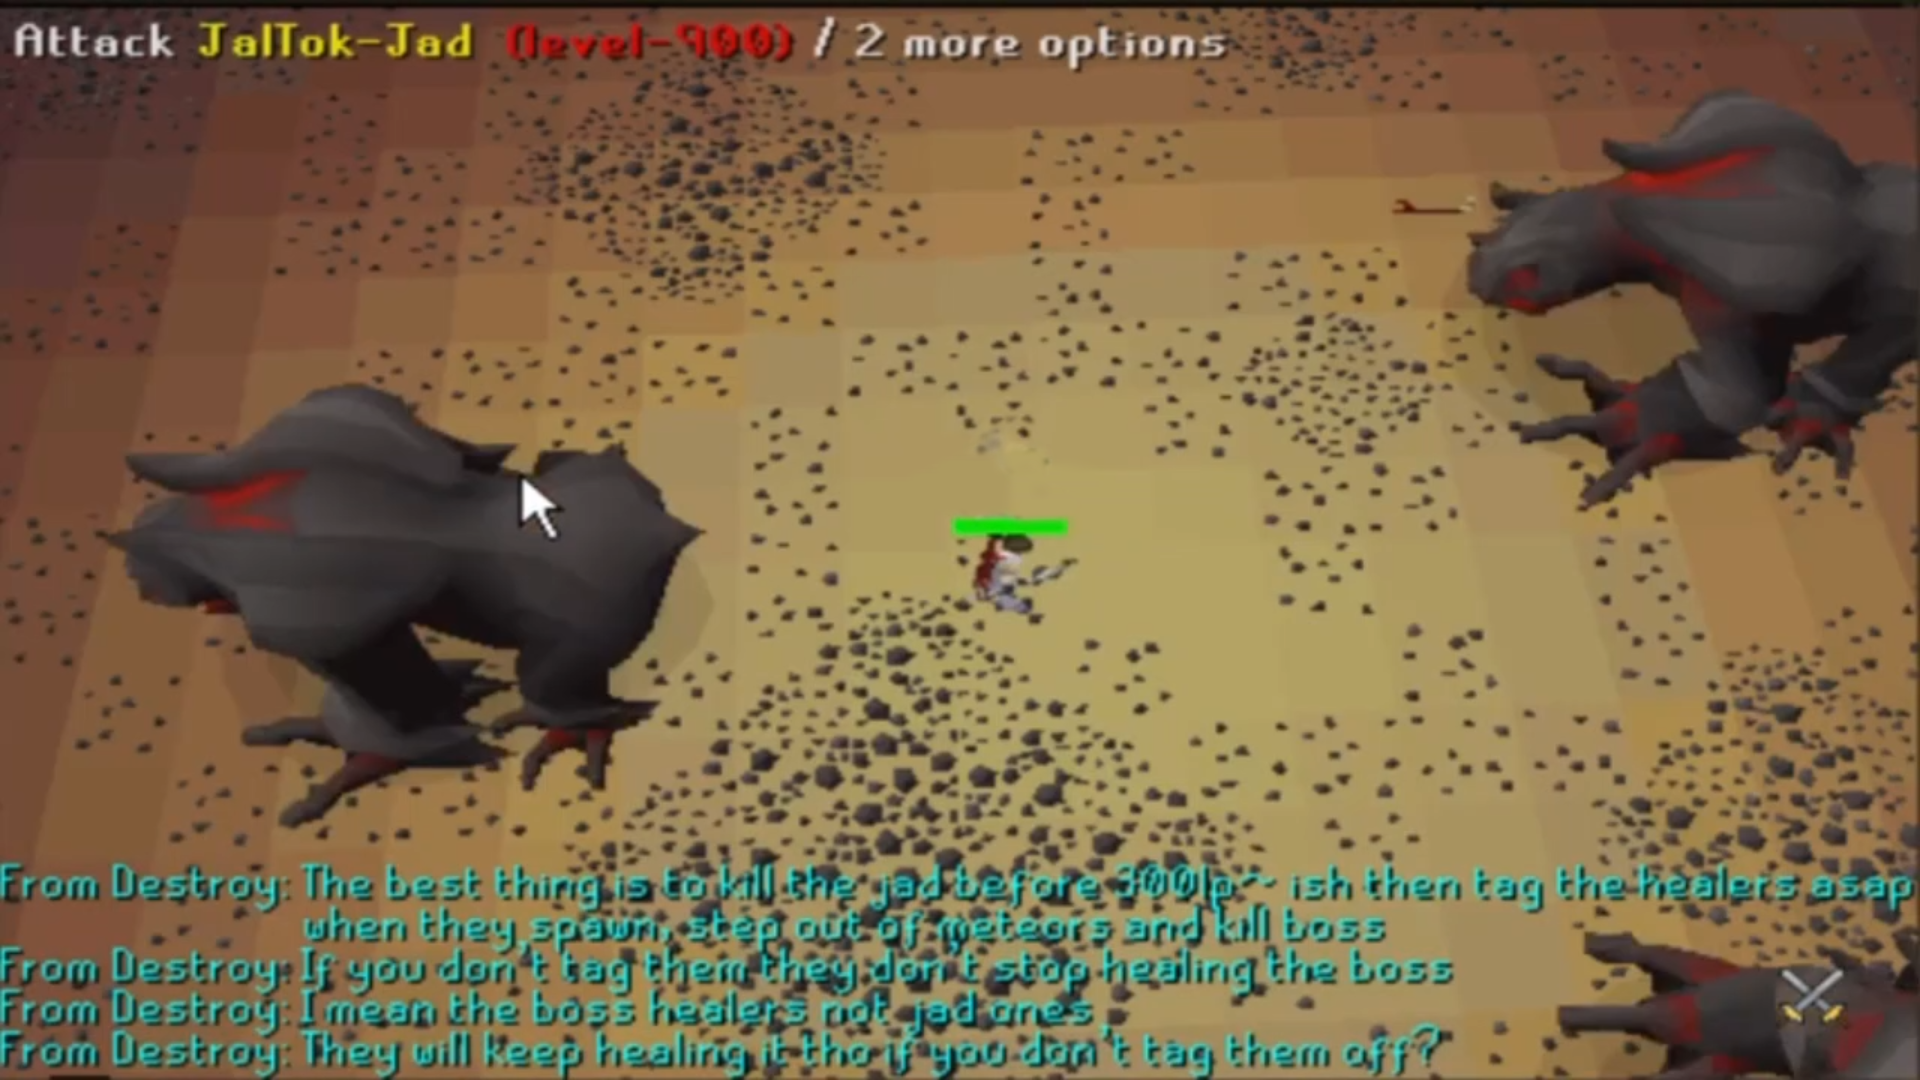 Attack JalTok-Jad (level-900) / 2 more options
From Destroy: The best thing is to kill the jad before 300lp~ ish then tag the healers asap
when they spawn, step out of meteors and kill boss
From Destroy: If you don't tag them they don't stop healing the boss
From Destroy: I mean the boss healers not jad ones
From Destroy: They will keep healing it tho if you don't tag them off?